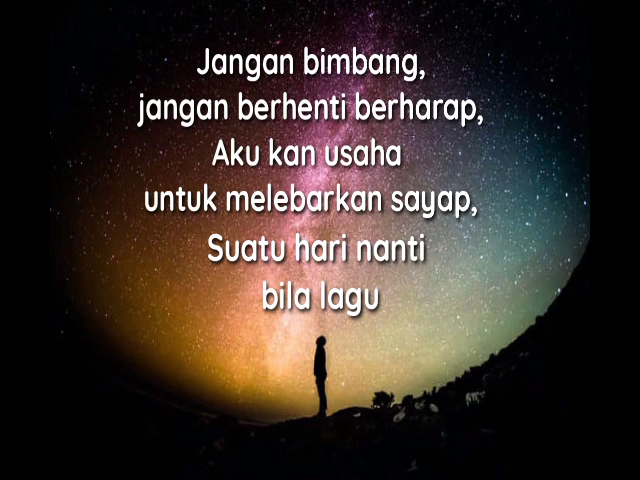 Jangan bimbang,
jangan berhenti berharap,
Aku kan usaha
untuk melebarkan sayap,
Suatu hari nanti
bila lagu